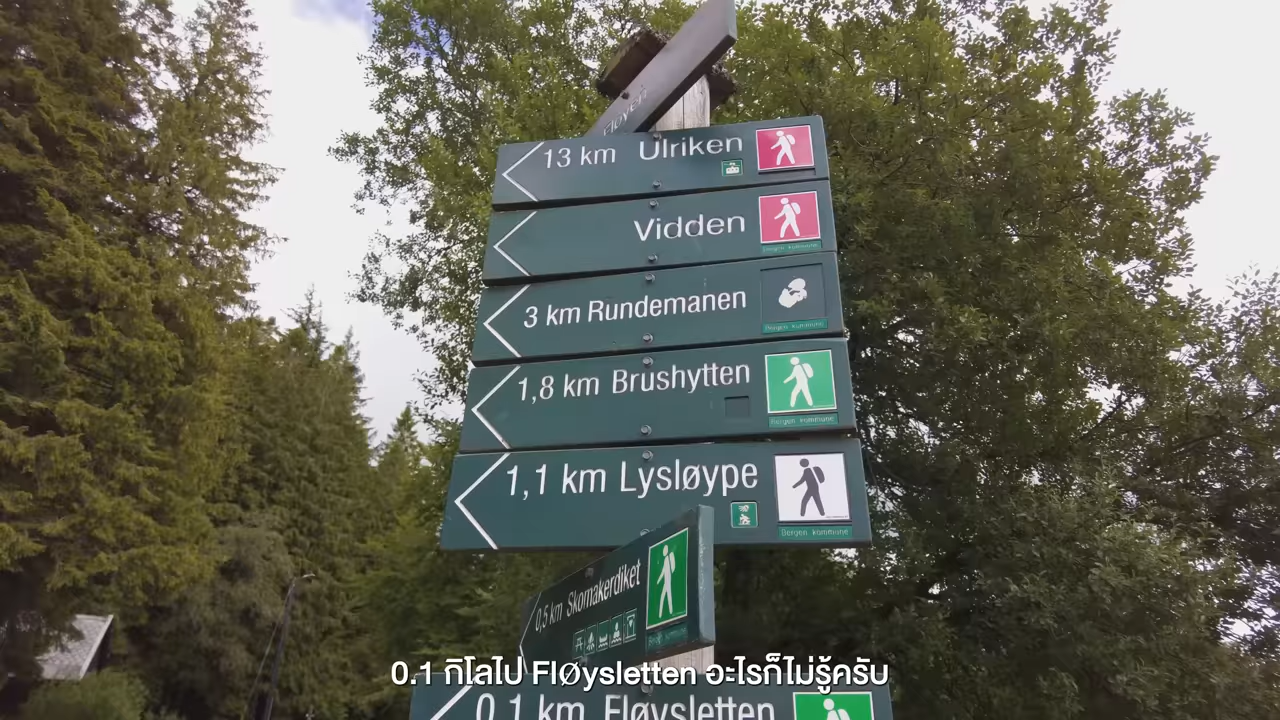 Fløyen
13 km Ulriken
Vidden
Bergen kommune
3 km Rundemanen
Bergen kommune
1,8 km Brushytten
Bergen kommune
1,1 km Lysløype
Bergen kommune
0,5 km Skomakerdiket
0.1 กิโลไป FlØysletten อะไรก็ไม่รู้ครับ
0,1 km Fløysletten